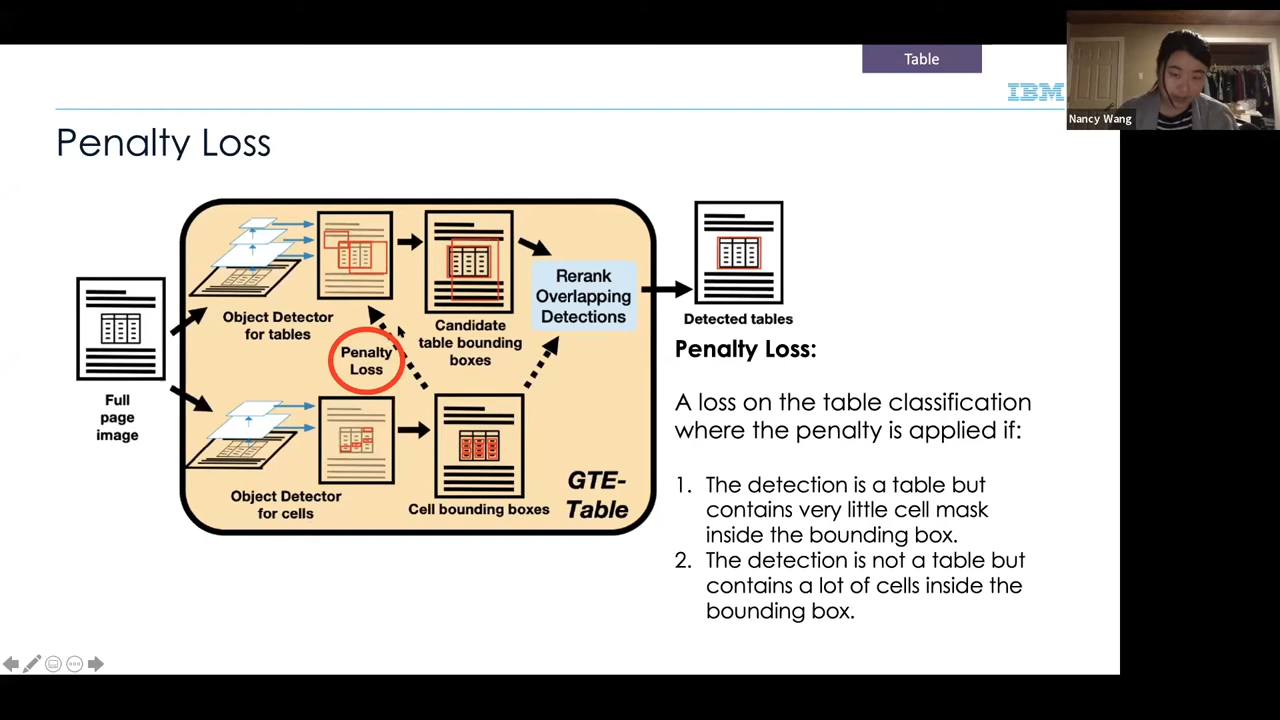 Table
IBM
Nancy Wang
Penalty Loss
Full
page
image
Object Detector
for tables
Penalty
Loss
Candidate
table bounding
boxes
Rerank
Overlapping
Detections
Detected tables
Object Detector
for cells
Cell bounding boxes
GTE-
Table
Penalty Loss:
A loss on the table classification
where the penalty is applied if:
1. The detection is a table but
contains very little cell mask
inside the bounding box.
2. The detection is not a table but
contains a lot of cells inside the
bounding box.